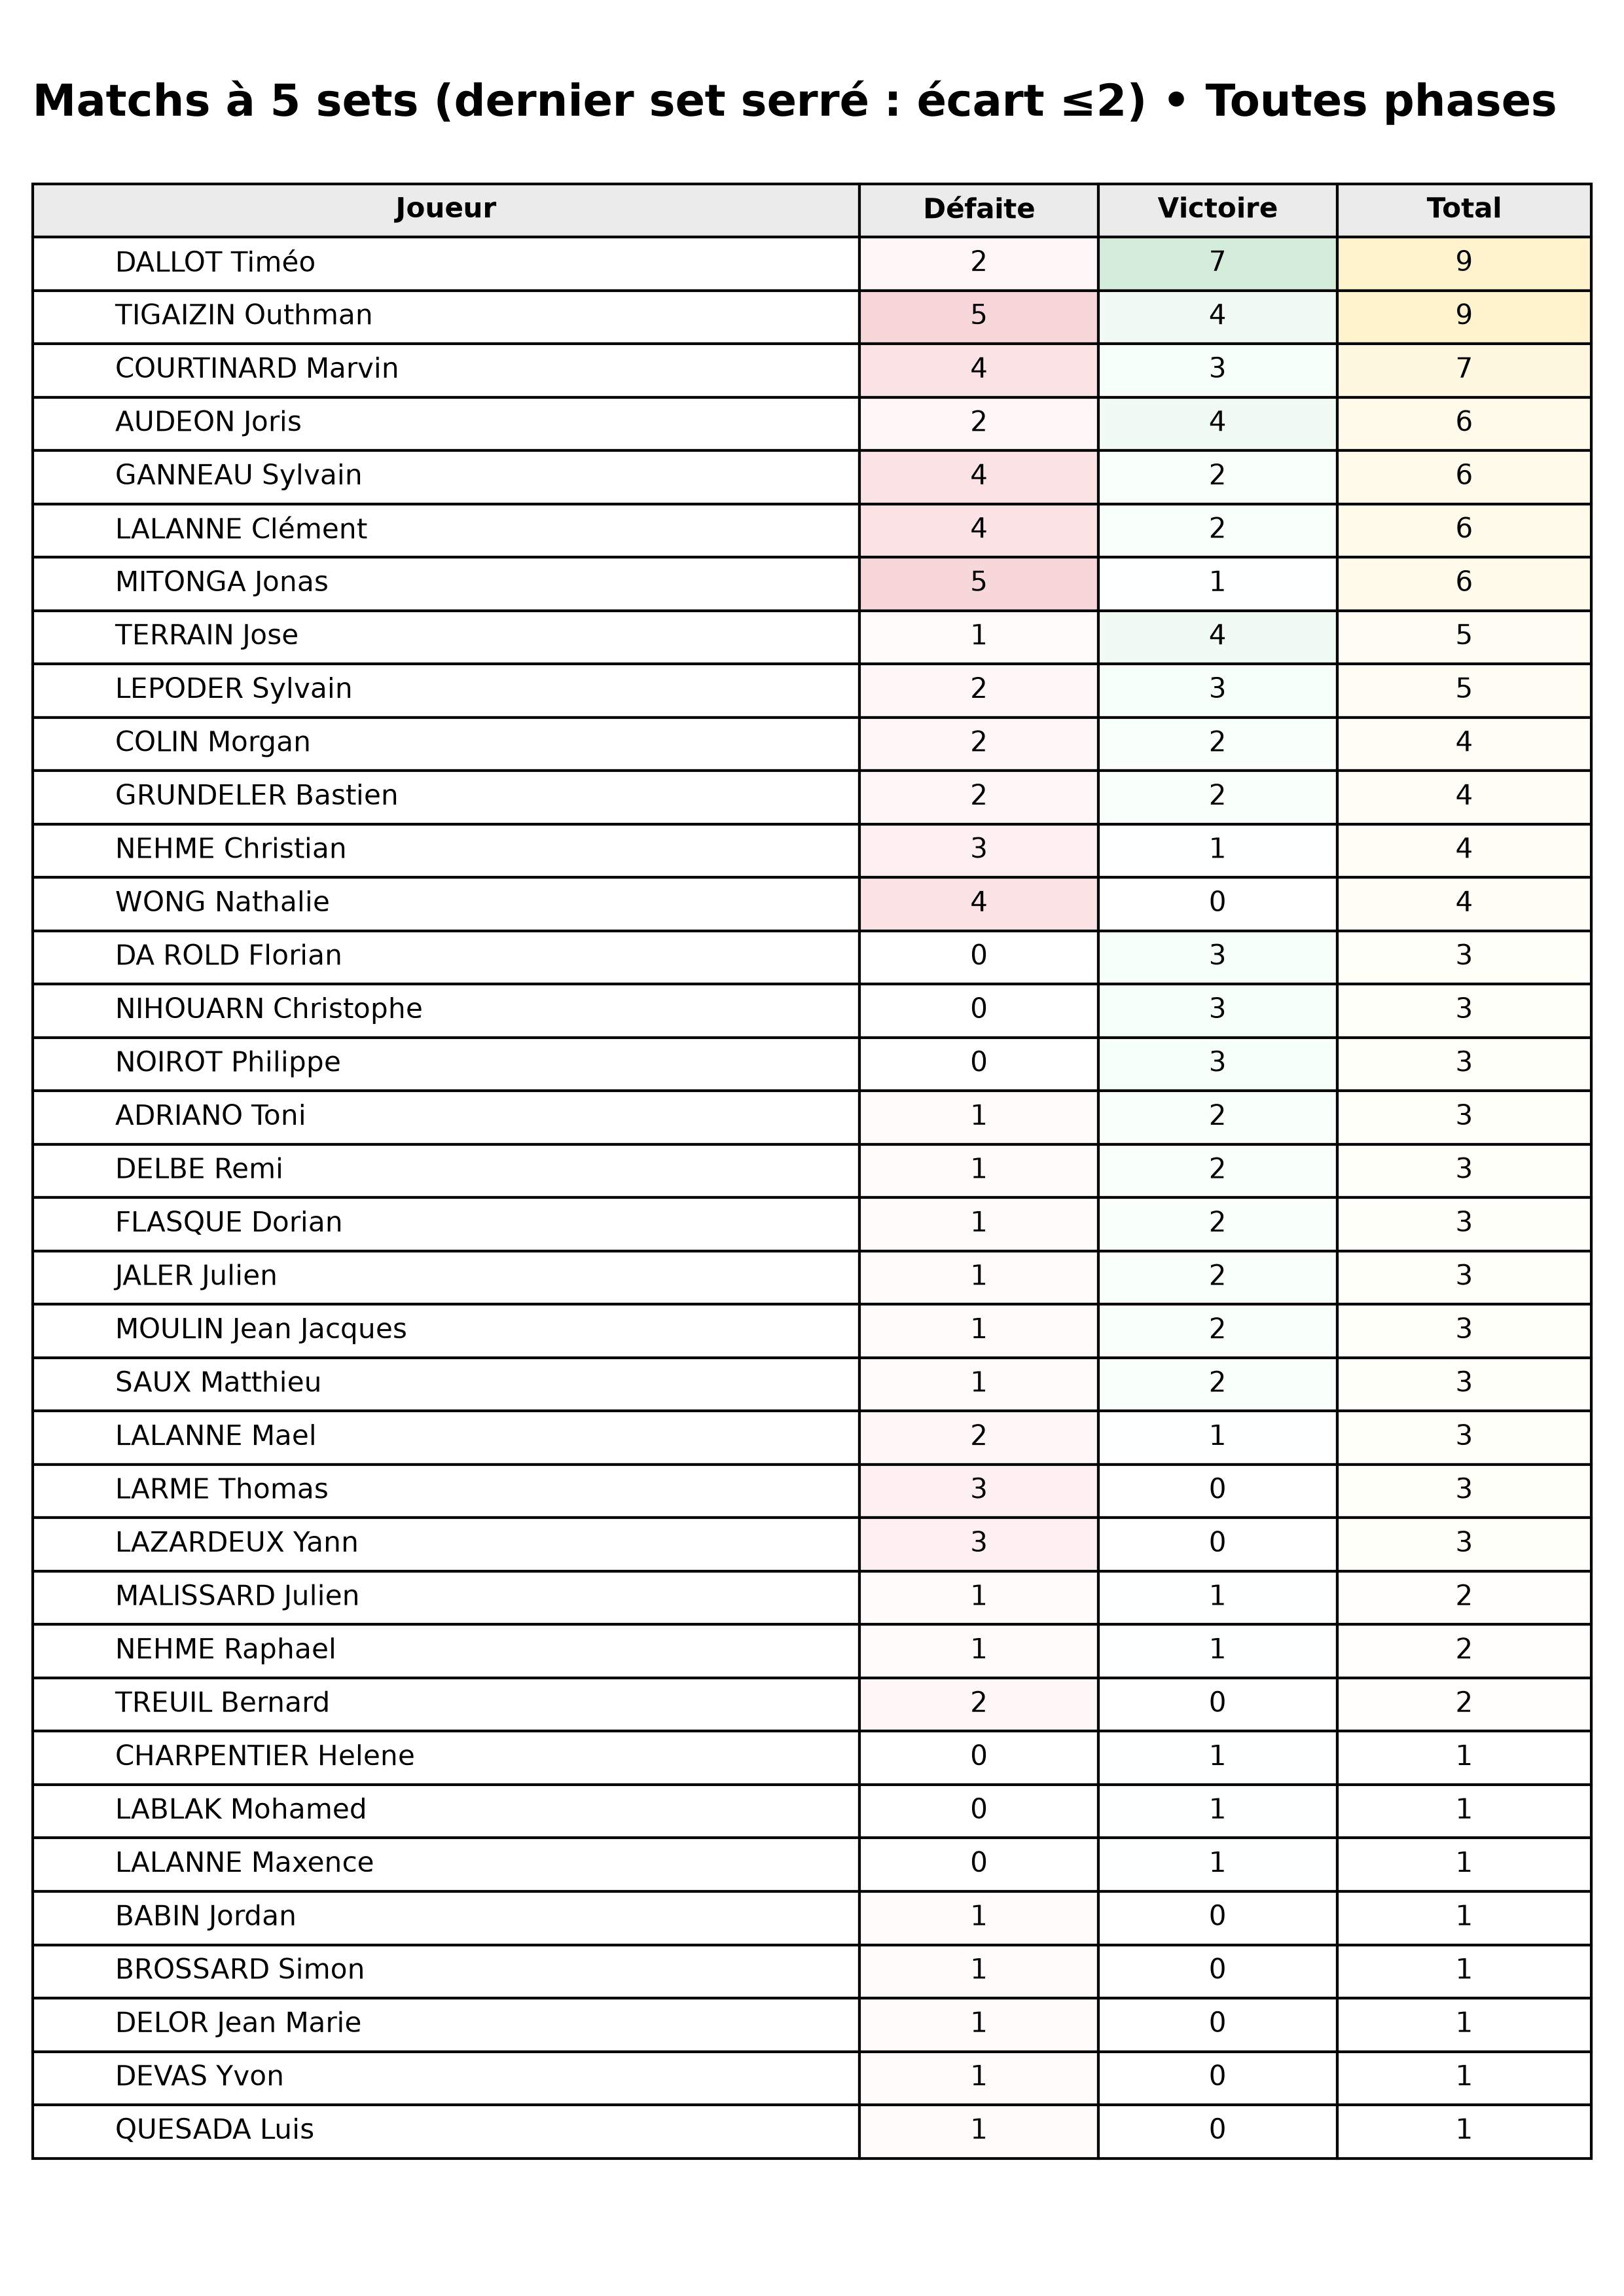 Matchs à 5 sets (dernier set serré : écart ≤2) • Toutes phases
Joueur Défaite Victoire Total
DALLOT Timéo 2 7 9
TIGAIZIN Outhman 5 4 9
COURTINARD Marvin 4 3 7
AUDEON Joris 2 4 6
GANNEAU Sylvain 4 2 6
LALANNE Clément 4 2 6
MITONGA Jonas 5 1 6
TERRAIN Jose 1 4 5
LEPODER Sylvain 2 3 5
COLIN Morgan 2 2 4
GRUNDELER Bastien 2 2 4
NEHME Christian 3 1 4
WONG Nathalie 4 0 4
DA ROLD Florian 0 3 3
NIHOUARN Christophe 0 3 3
NOIROT Philippe 0 3 3
ADRIANO Toni 1 2 3
DELBE Remi 1 2 3
FLASQUE Dorian 1 2 3
JALER Julien 1 2 3
MOULIN Jean Jacques 1 2 3
SAUX Matthieu 1 2 3
LALANNE Mael 2 1 3
LARME Thomas 3 0 3
LAZARDEUX Yann 3 0 3
MALISSARD Julien 1 1 2
NEHME Raphael 1 1 2
TREUIL Bernard 2 0 2
CHARPENTIER Helene 0 1 1
LABLAK Mohamed 0 1 1
LALANNE Maxence 0 1 1
BABIN Jordan 1 0 1
BROSSARD Simon 1 0 1
DELOR Jean Marie 1 0 1
DEVAS Yvon 1 0 1
QUESADA Luis 1 0 1